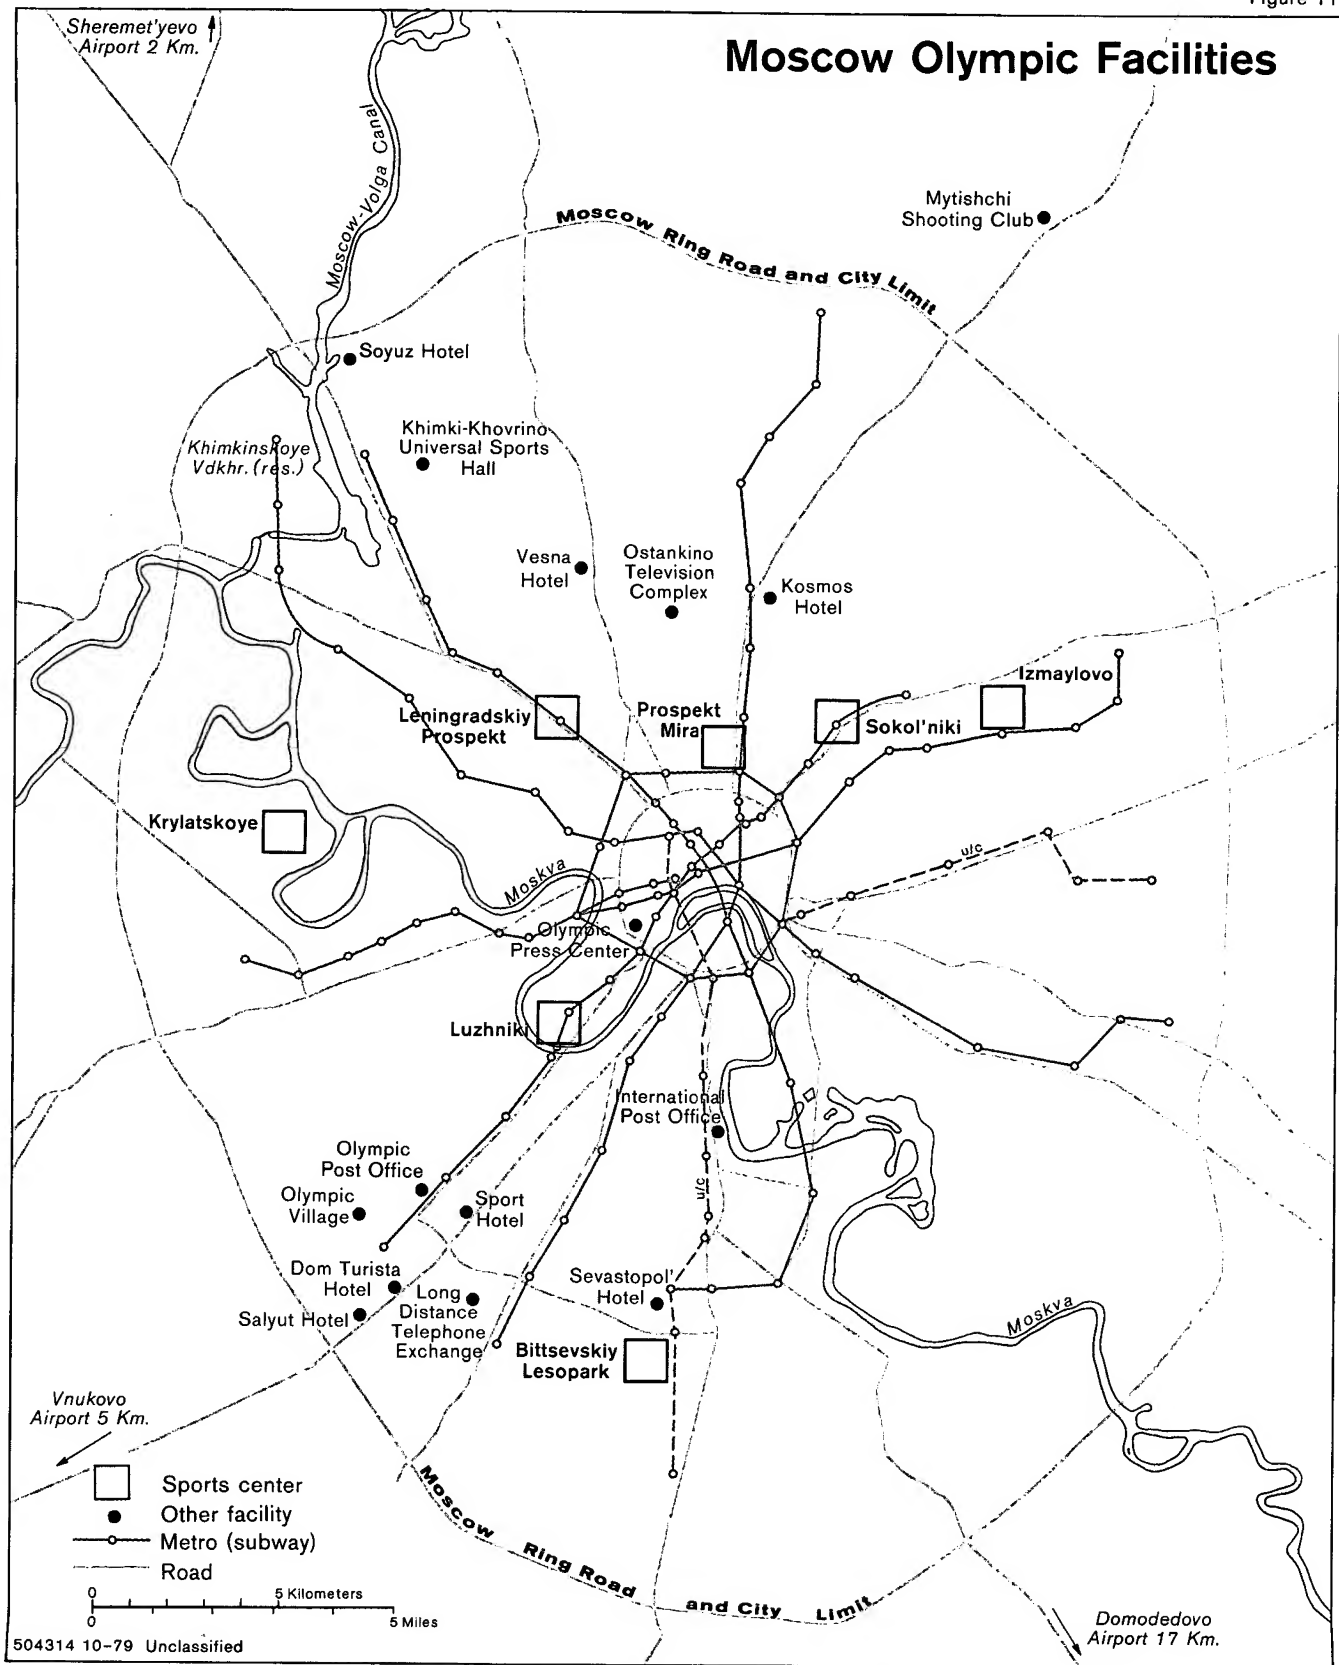 Figure 11
Sheremet'yevo
Airport 2 Km.
Moscow Olympic Facilities
Moscow-Volga Canal
Mytishchi
Shooting Club
Moscow Ring Road and City Limit
Soyuz Hotel
Khimki-Khovrino
Universal Sports
Hall
Khimkinskoye
Vdkhr. (res.)
Vesna
Hotel
Ostankino
Television
Complex
Kosmos
Hotel
Izmaylovo
Leningradskiy
Prospekt
Prospekt
Mira
Sokol'niki
Krylatskoye
u/c
Moskva
Olympic
Press Center
Luzhniki
International
Post Office
Olympic
Post Office
Olympic
Village
Sport
Hotel
u/c
Dom Turista
Hotel
Salyut Hotel
Long
Distance
Telephone
Exchange
Sevastopol'
Hotel
Moskva
Bittsevskiy
Lesopark
Vnukovo
Airport 5 Km.
Sports center
Other facility
Metro (subway)
Road
Moscow Ring Road and City Limit
0 5 Kilometers
0 5 Miles
Domodedovo
Airport 17 Km.
504314 10-79 Unclassified